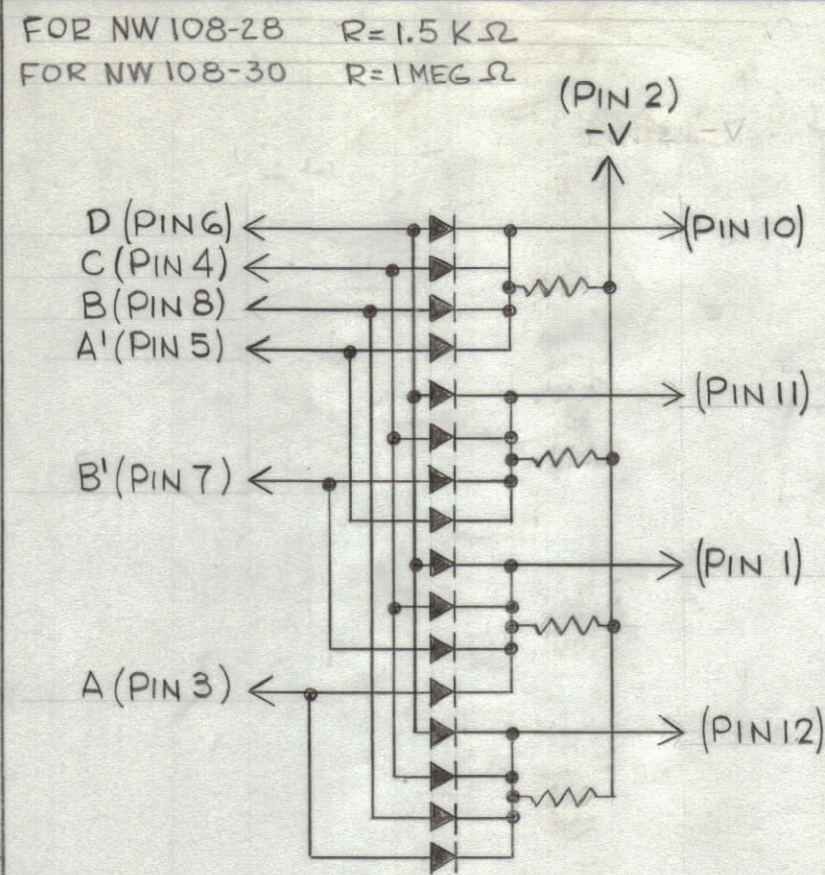 FOR NW 108-28 R= 1.5 KΩ
FOR NW 108-30 R= 1 MEG Ω
(PIN 2)
-V
-V
D (PIN 6)
(PIN 10)
C (PIN 4)
B (PIN 8)
A' (PIN 5)
(PIN 11)
B' (PIN 7)
(PIN 1)
A (PIN 3)
(PIN 12)